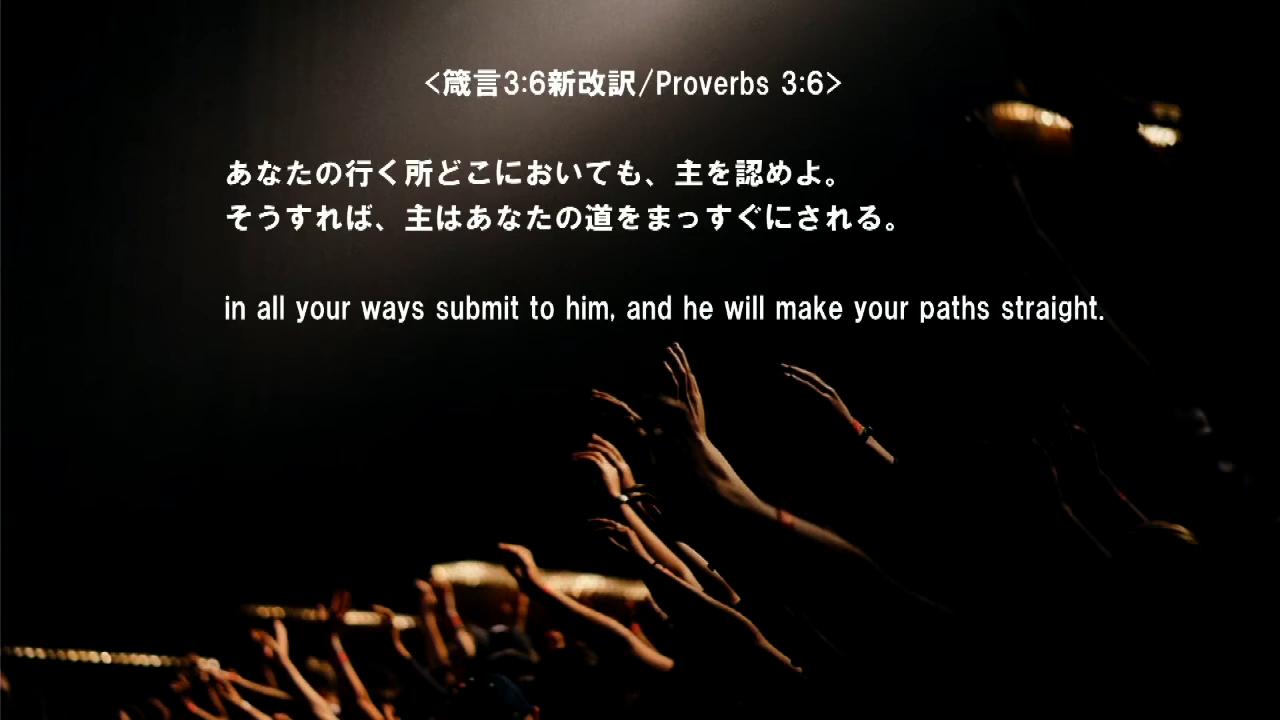 <箴言3:6新改訳/Proverbs 3:6>
あなたの行く所どこにおいても、主を認めよ。
そうすれば、主はあなたの道をまっすぐにされる。
in all your ways submit to him, and he will make your paths straight.